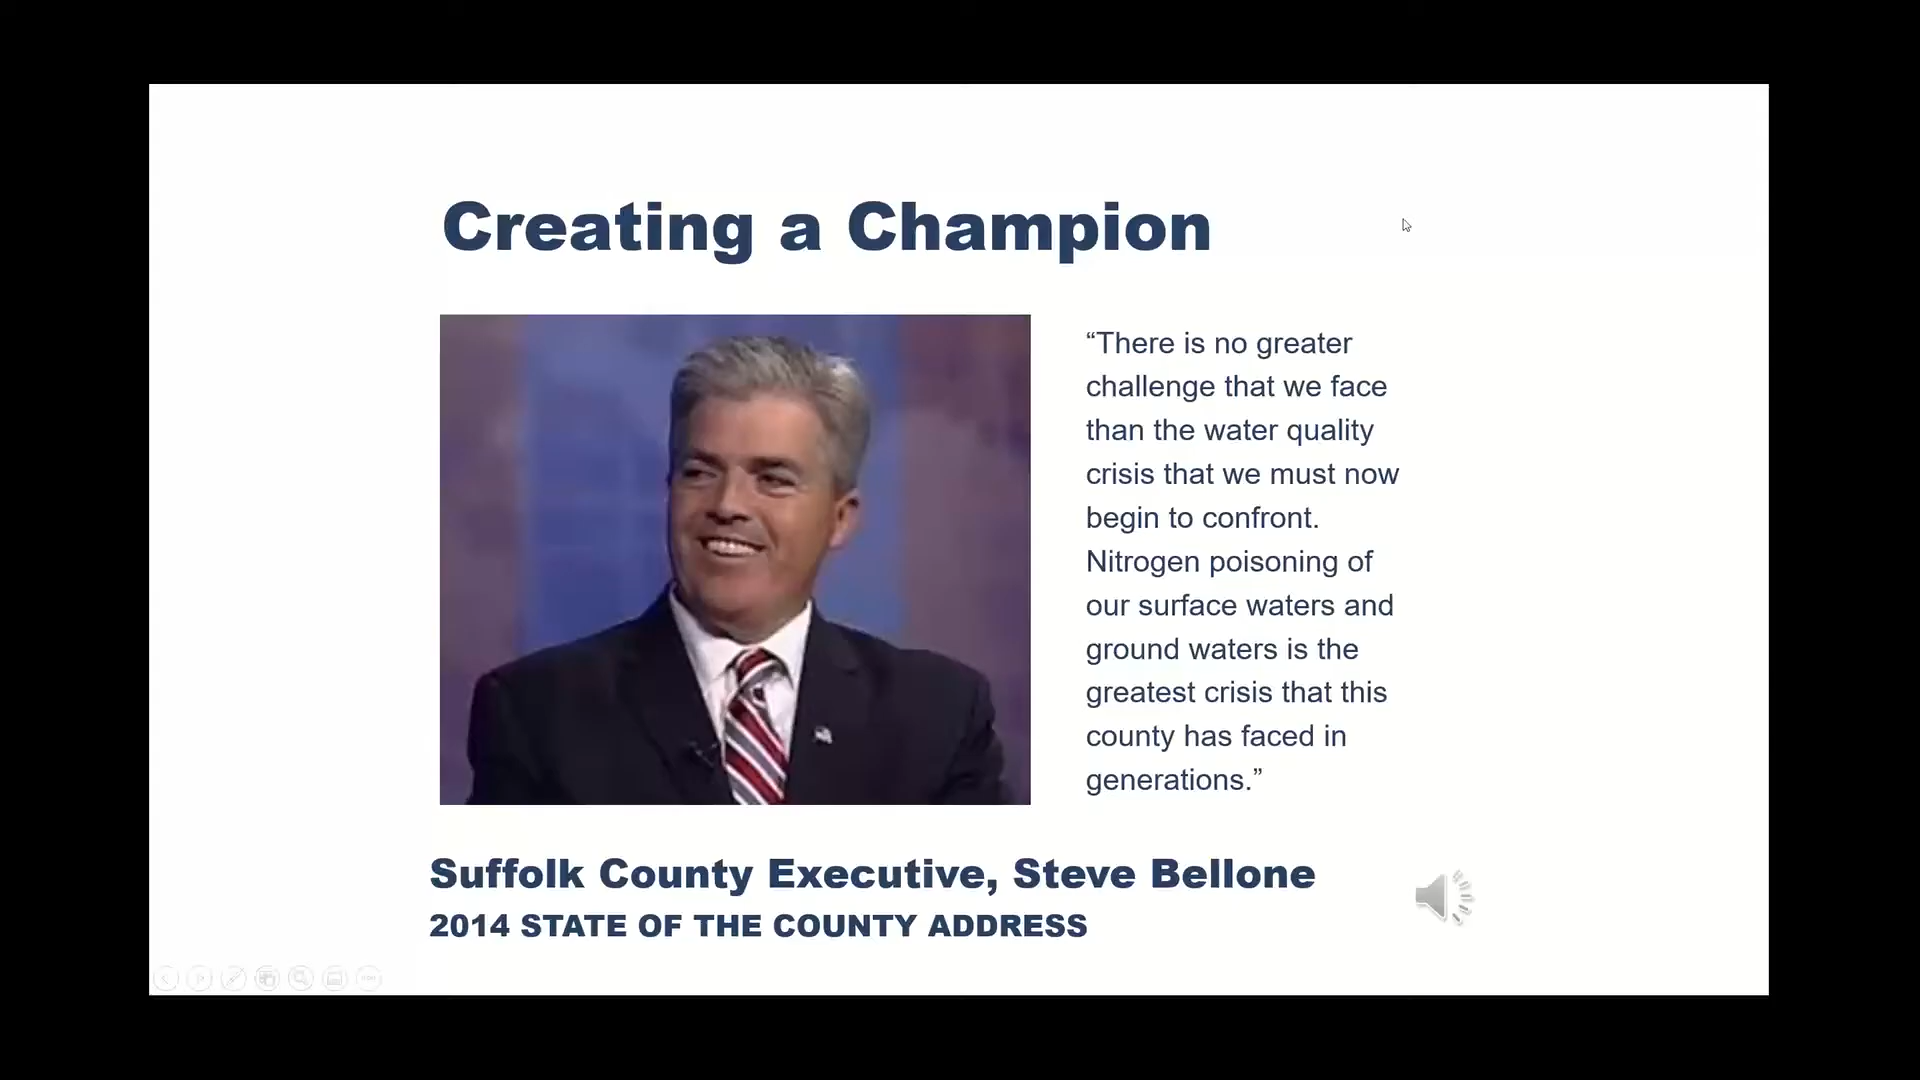 Creating a Champion
“There is no greater
challenge that we face
than the water quality
crisis that we must now
begin to confront.
Nitrogen poisoning of
our surface waters and
ground waters is the
greatest crisis that this
county has faced in
generations.”
Suffolk County Executive, Steve Bellone
2014 STATE OF THE COUNTY ADDRESS